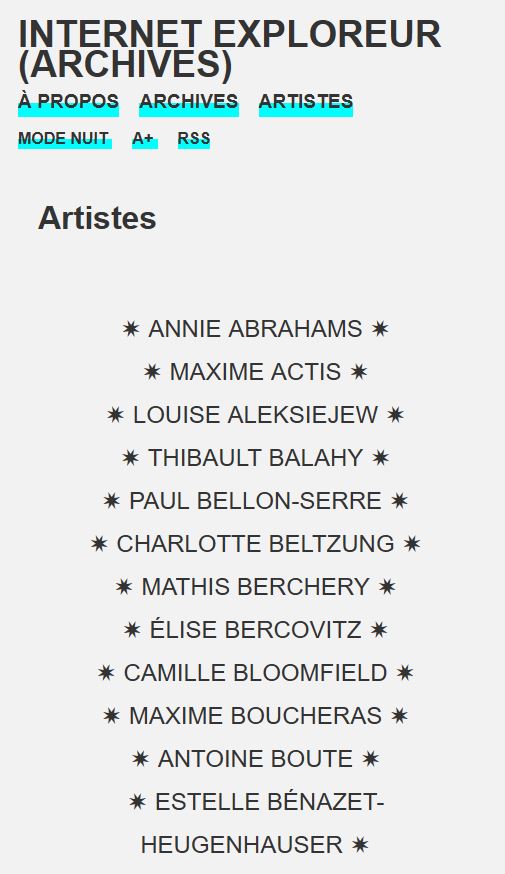 INTERNET EXPLOREUR
(ARCHIVES)
À PROPOS ARCHIVES ARTISTES
MODE NUIT A+ RSS
Artistes
✷ ANNIE ABRAHAMS ✷
✷ MAXIME ACTIS ✷
✷ LOUISE ALEKSIEJEW ✷
✷ THIBAULT BALAHY ✷
✷ PAUL BELLON-SERRE ✷
✷ CHARLOTTE BELTZUNG ✷
✷ MATHIS BERCHERY ✷
✷ ÉLISE BERCOVITZ ✷
✷ CAMILLE BLOOMFIELD ✷
✷ MAXIME BOUCHERAS ✷
✷ ANTOINE BOUTE ✷
✷ ESTELLE BÉNAZET-
HEUGENHAUSER ✷